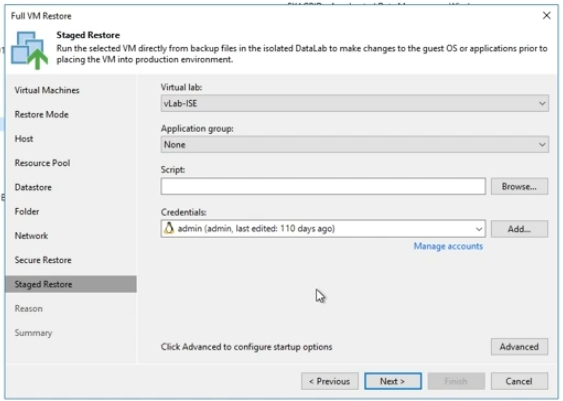 Full VM Restore
Staged Restore
Run the selected VM directly from backup files in the isolated DataLab to make changes to the guest OS or applications prior to
placing the VM into production environment.
Virtual Machines
Restore Mode
Host
Resource Pool
Datastore
Folder
Network
Secure Restore
Staged Restore
Reason
Summary
Virtual lab:
vLab-ISE
Application group:
None
Script:
Browse...
Credentials:
admin (admin, last edited: 110 days ago)
Add...
Manage accounts
Click Advanced to configure startup options
Advanced
< Previous
Next >
Finish
Cancel